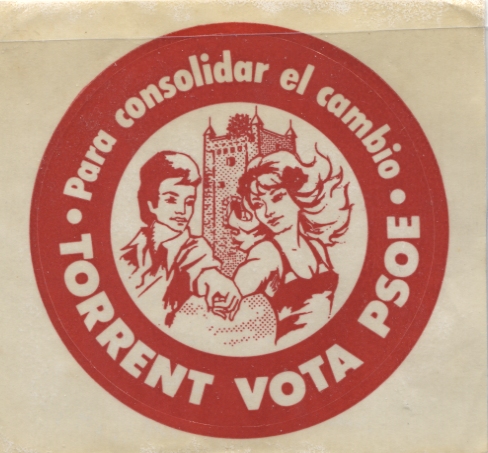 • Para consolidar el cambio •
TORRENT VOTA PSOE